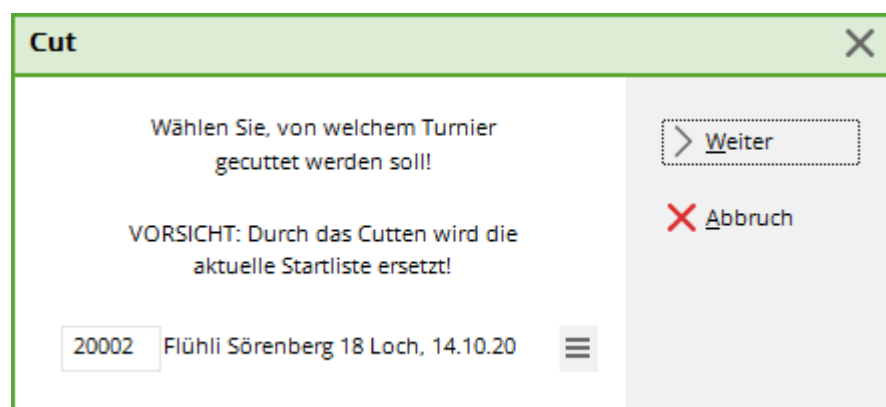 Cut
Wählen Sie, von welchem Turnier
gecuttet werden soll!
VORSICHT: Durch das Cutten wird die
aktuelle Startliste ersetzt!
20002 Flühli Sörenberg 18 Loch, 14.10.20
Weiter
Abbruch